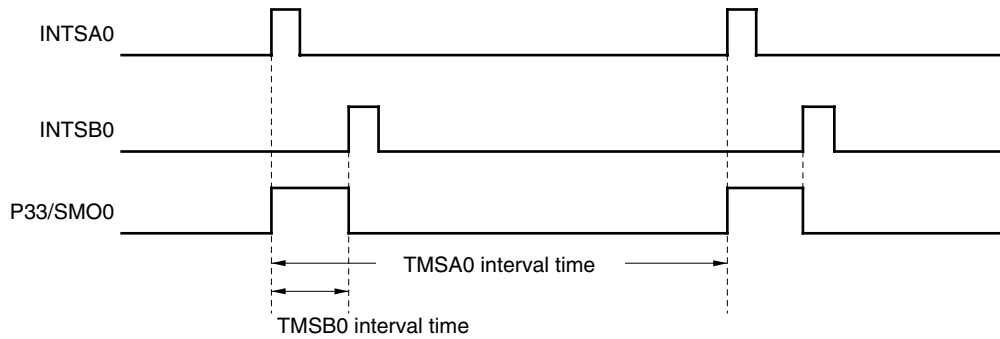 INTSA0
INTSB0
P33/SMO0
TMSA0 interval time
TMSB0 interval time